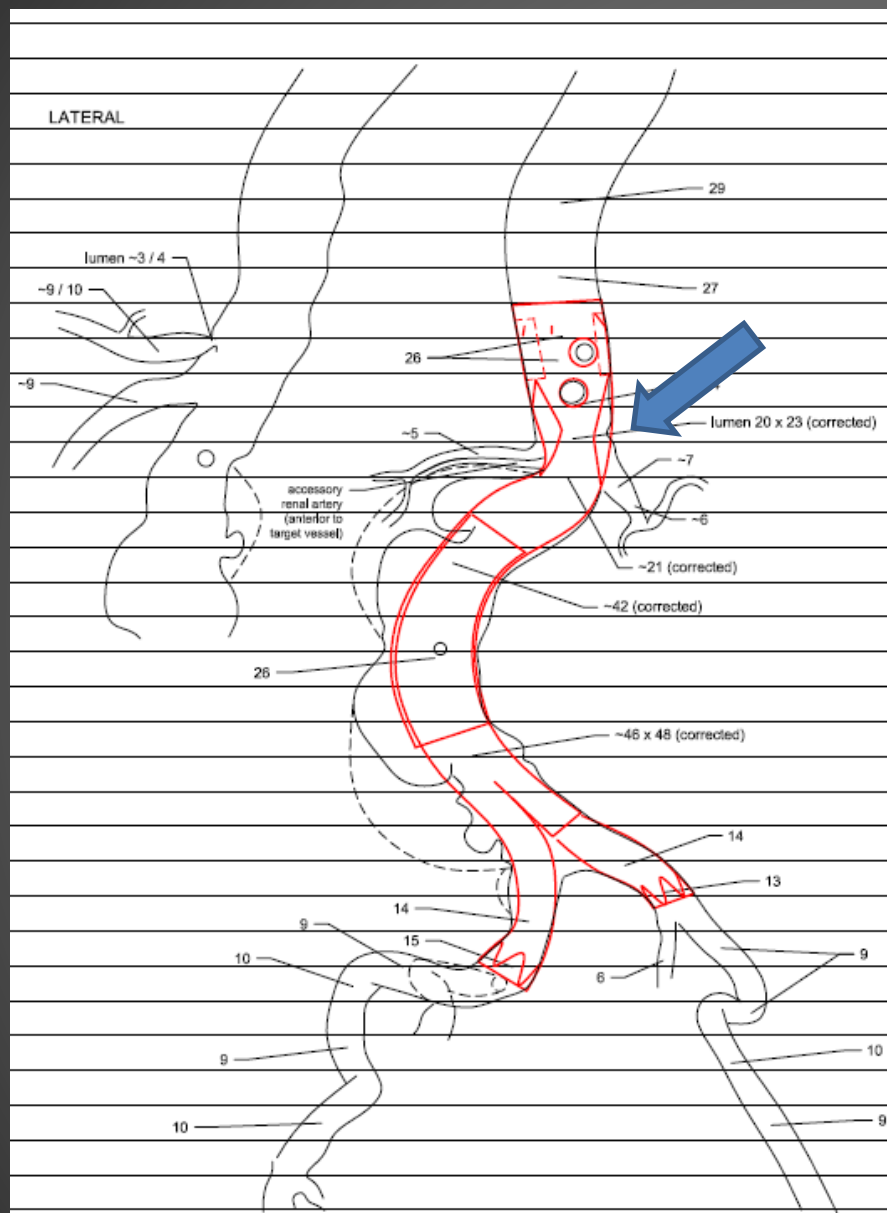 LATERAL
29
lumen ~3 / 4
~9 / 10
27
26
~9
lumen 20 x 23 (corrected)
~5
~7
accessory
renal artery
(anterior to
target vessel)
~6
~21 (corrected)
~42 (corrected)
26
~46 x 48 (corrected)
14
13
14
9
15
10
6
9
9
10
10
9